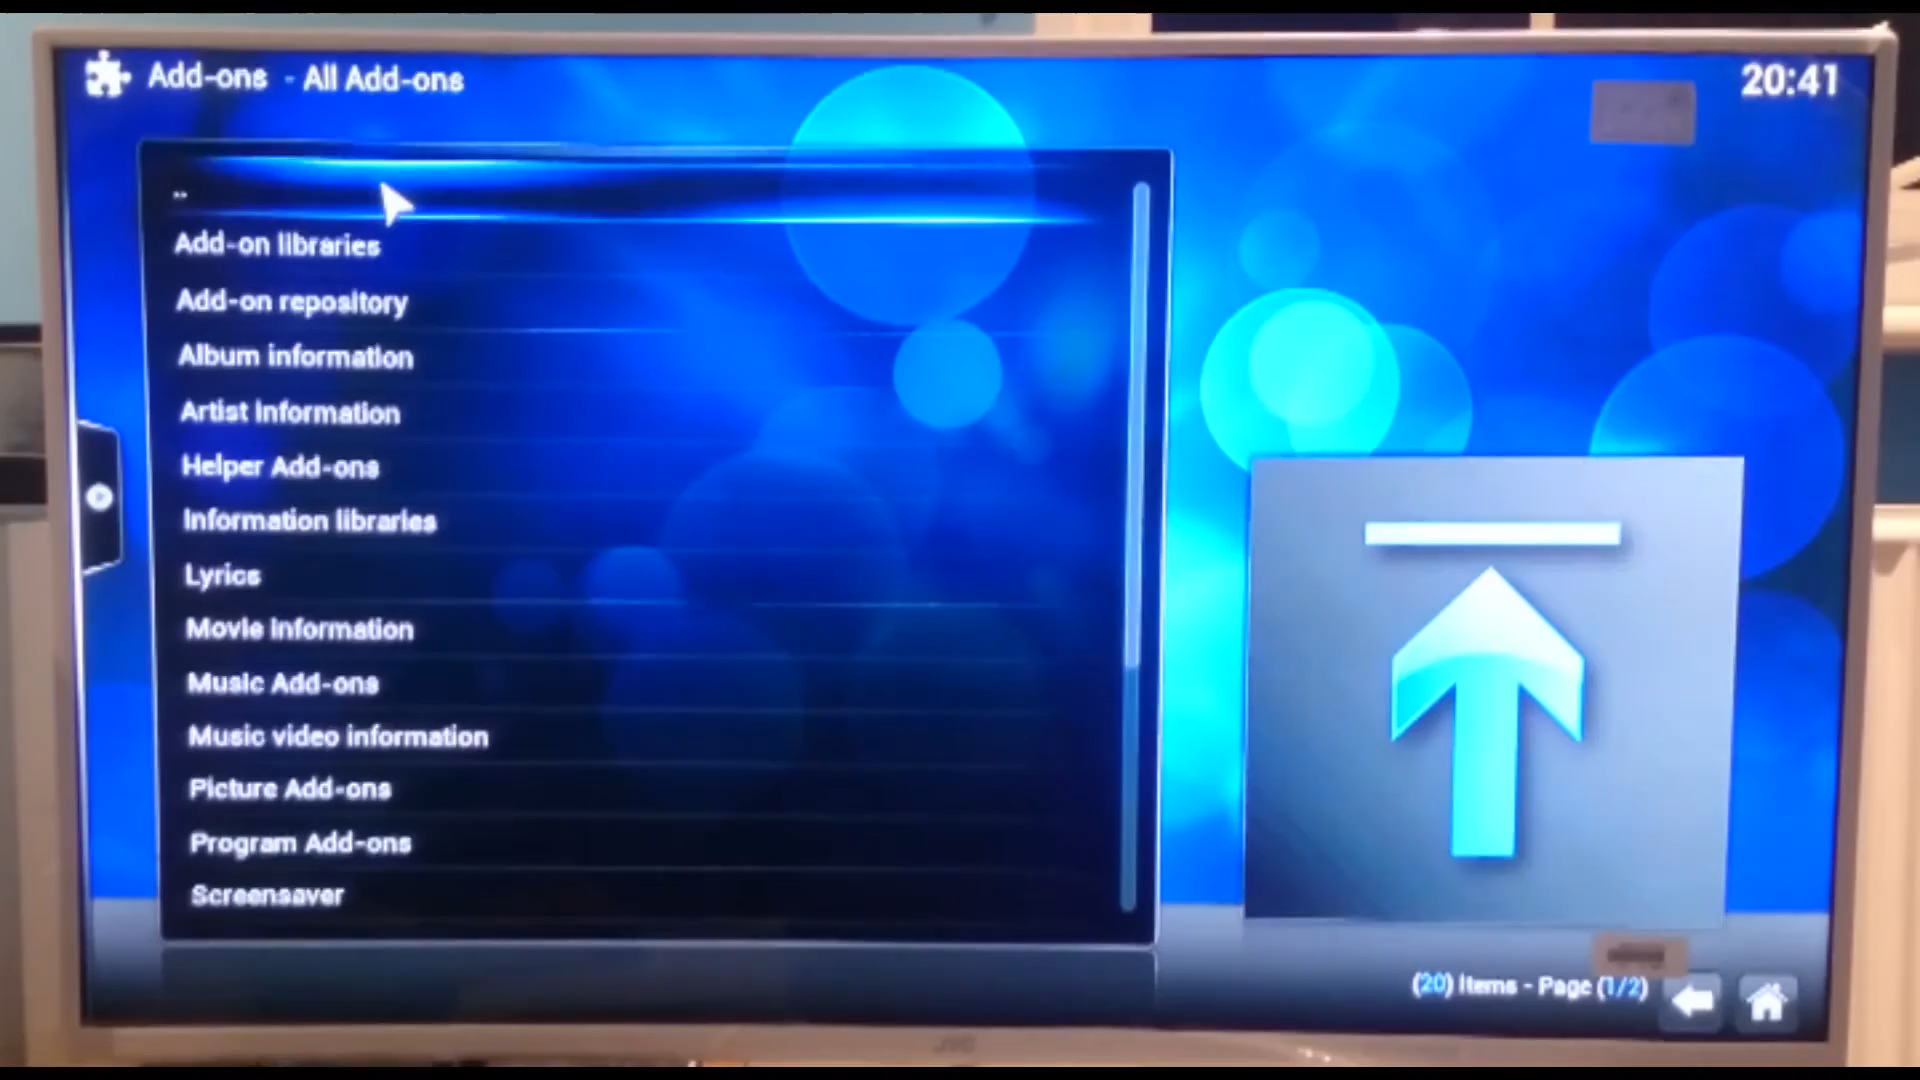 Add-ons - All Add-ons
20:41
..
Add-on libraries
Add-on repository
Album information
Artist information
Helper Add-ons
Information libraries
Lyrics
Movie information
Music Add-ons
Music video information
Picture Add-ons
Program Add-ons
Screensaver
(20) Items - Page (1/2)
JVC